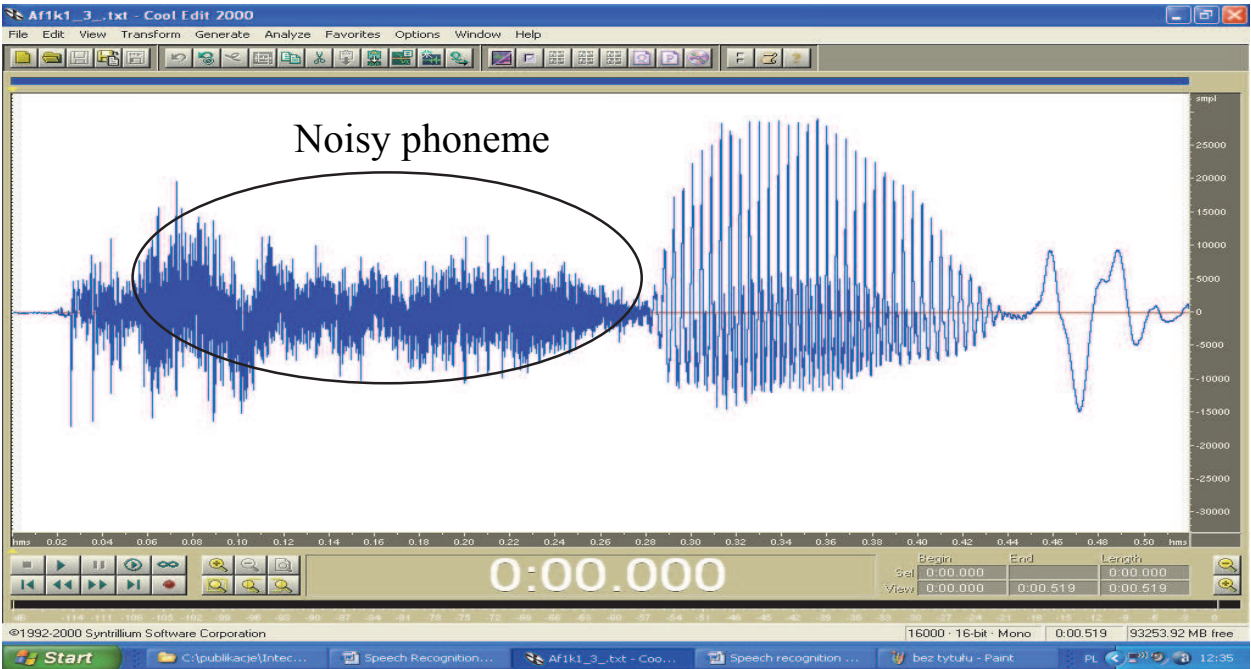 Af1k1_3_.txt - Cool Edit 2000
File Edit View Transform Generate Analyze Favorites Options Window Help
F
Noisy phoneme
smpl
25000
20000
15000
10000
5000
0
-5000
-10000
-15000
-20000
-25000
-30000
hms 0.02 0.04 0.06 0.08 0.10 0.12 0.14 0.16 0.18 0.20 0.22 0.24 0.26 0.28 0.30 0.32 0.34 0.36 0.38 0.40 0.42 0.44 0.46 0.48 0.50 hms
0:00.000
Begin End Length
Sel 0:00.000 0:00.000
View 0:00.000 0:00.519 0:00.519
©1992-2000 Syntrillium Software Corporation
16000 · 16-bit · Mono 0:00.519 93253.92 MB free
Start C:\publikacje\Intec... Speech Recognition... Af1k1_3_.txt - Coo... Speech recognition ... bez tytułu - Paint PL 12:35